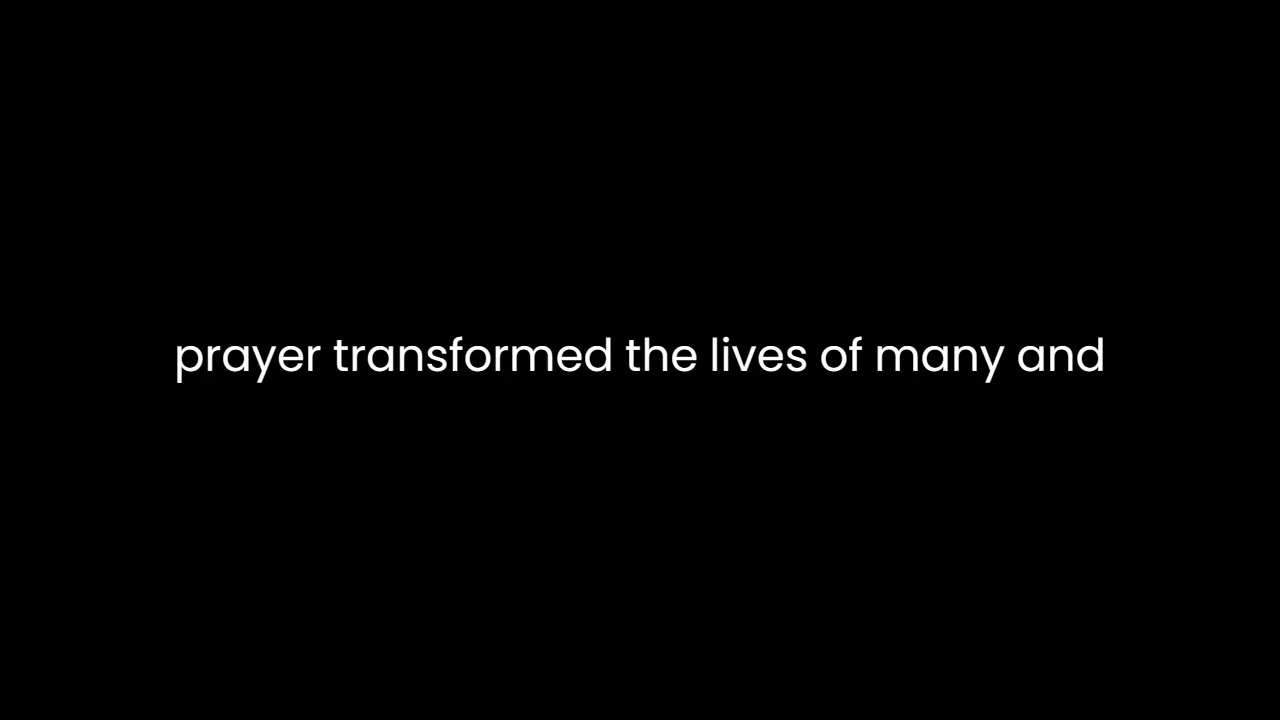 prayer transformed the lives of many and